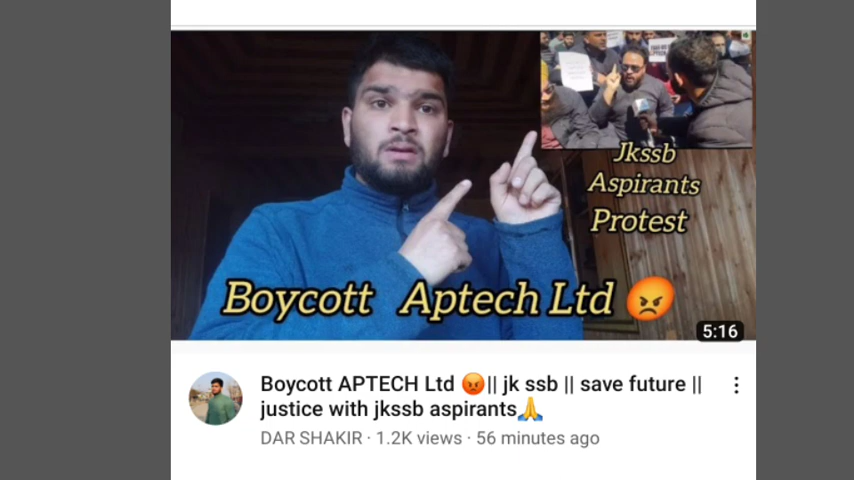 Jkssb
Aspirants
Protest
Boycott Aptech Ltd 😡
5:16
Boycott APTECH Ltd 😡|| jk ssb || save future ||
justice with jkssb aspirants🙏
DAR SHAKIR · 1.2K views · 56 minutes ago